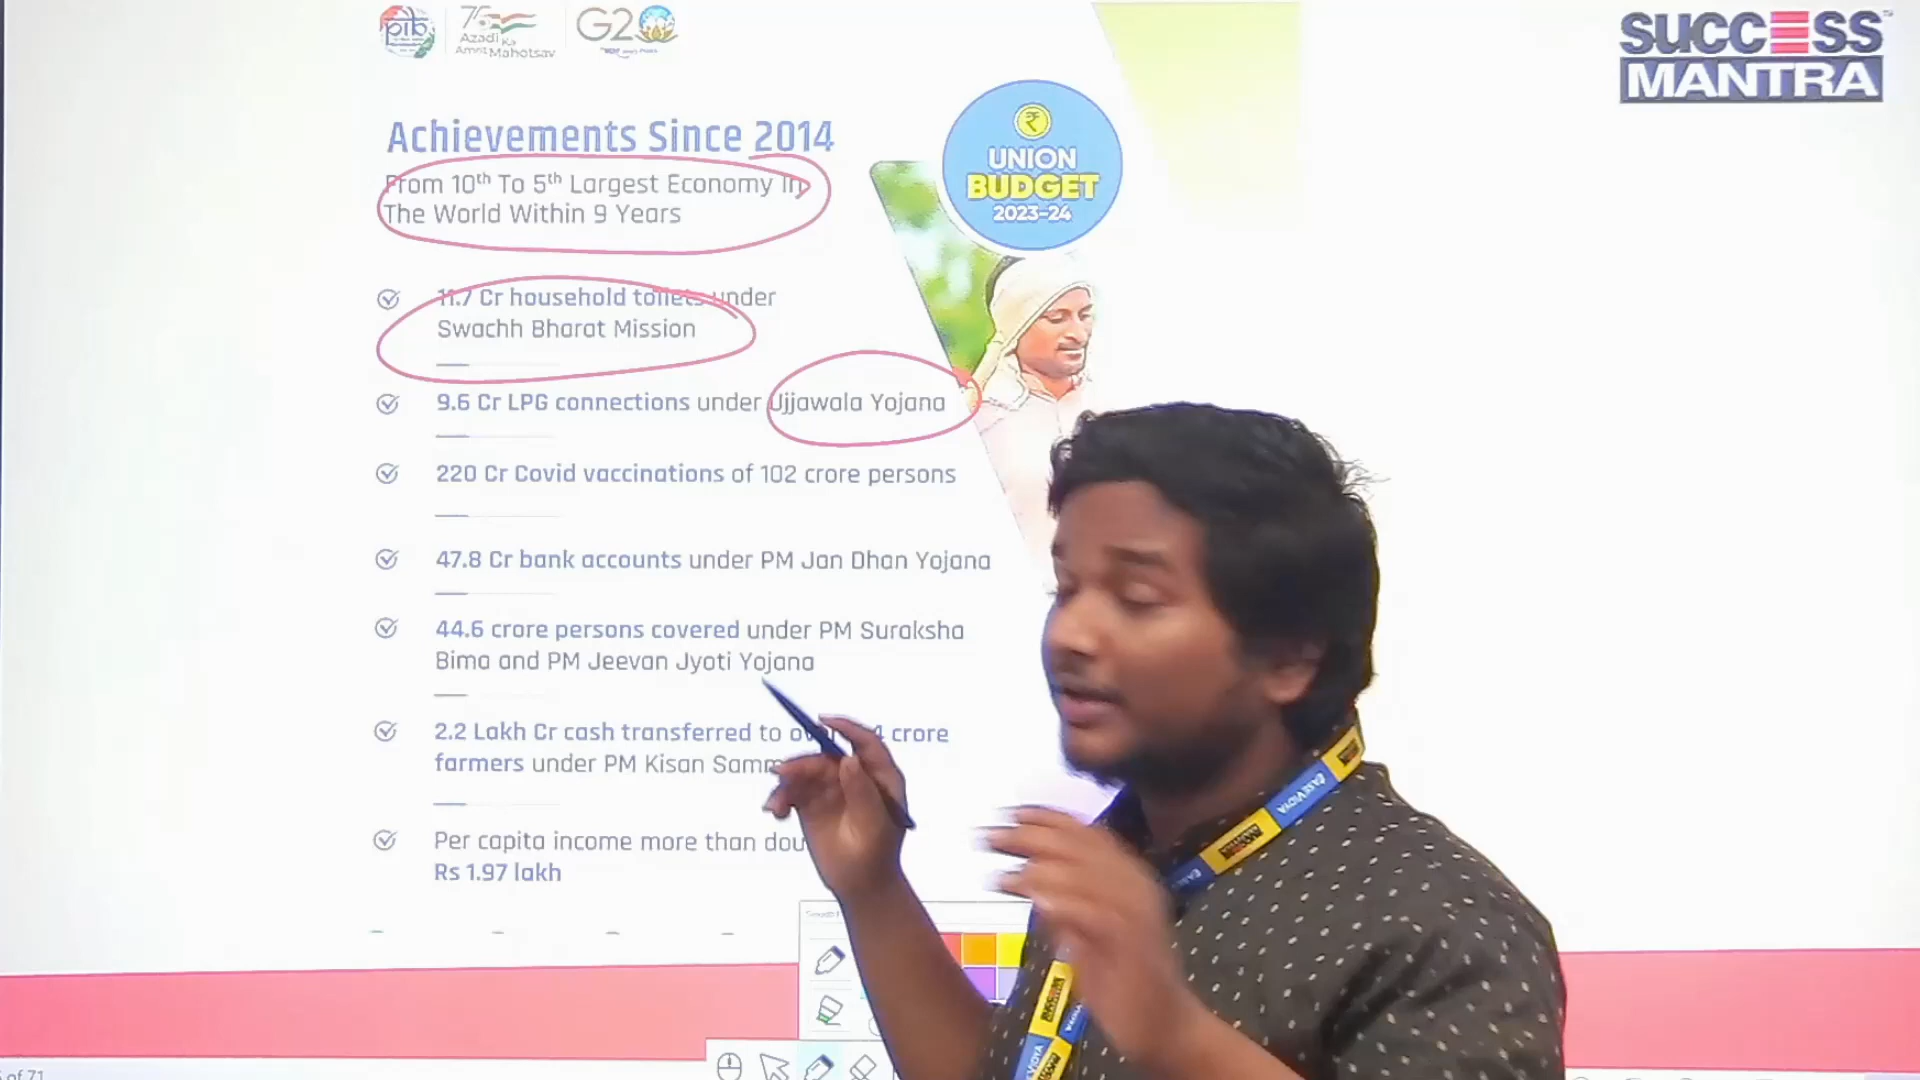 pib
75
Azadi Ka
Amrit Mahotsav
G20
SUCCESS
MANTRA
Achievements Since 2014
From 10th To 5th Largest Economy In
The World Within 9 Years
₹
UNION
BUDGET
2023-24
11.7 Cr household toilets under
Swachh Bharat Mission
9.6 Cr LPG connections under Ujjawala Yojana
220 Cr Covid vaccinations of 102 crore persons
47.8 Cr bank accounts under PM Jan Dhan Yojana
44.6 crore persons covered under PM Suraksha
Bima and PM Jeevan Jyoti Yojana
2.2 Lakh Cr cash transferred to 4 crore
farmers under PM Kisan
Per capita income more than
Rs 1.97 lakh
EASEVIDYA
of 71